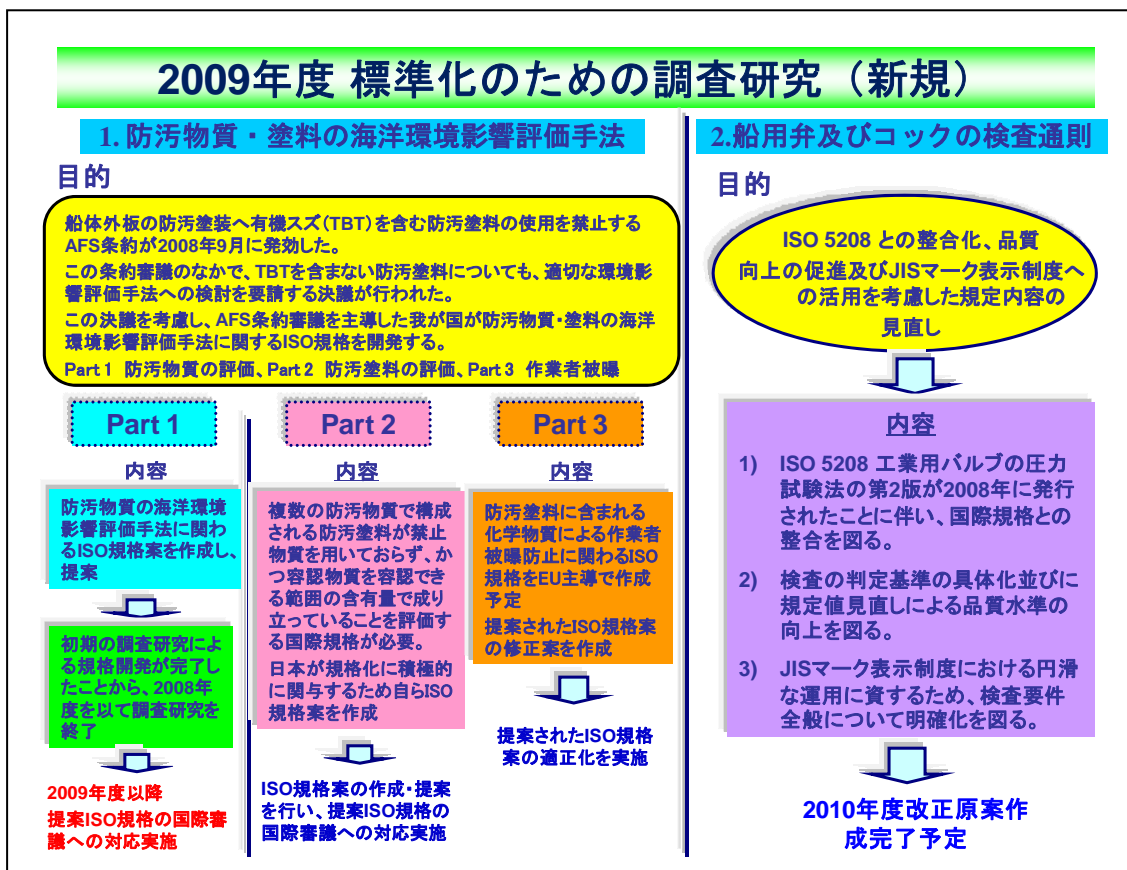 2009年度 標準化のための調査研究（新規）
1. 防汚物質・塗料の海洋環境影響評価手法
目的
船体外板の防汚塗装へ有機スズ(TBT)を含む防汚塗料の使用を禁止する
AFS条約が2008年9月に発効した。
この条約審議のなかで、TBTを含まない防汚塗料についても、適切な環境影
響評価手法への検討を要請する決議が行われた。
この決議を考慮し、AFS条約審議を主導した我が国が防汚物質・塗料の海洋
環境影響評価手法に関するISO規格を開発する。
Part 1 防汚物質の評価、Part 2 防汚塗料の評価、Part 3 作業者被曝
Part 1
内容
防汚物質の海洋環境
影響評価手法に関わ
るISO規格案を作成し、
提案
初期の調査研究によ
る規格開発が完了し
たことから、2008年
度を以て調査研究を
終了
2009年度以降
提案ISO規格の国際審
議への対応実施
Part 2
内容
複数の防汚物質で構成
される防汚塗料が禁止
物質を用いておらず、か
つ容認物質を容認でき
る範囲の含有量で成り
立っていることを評価す
る国際規格が必要。
日本が規格化に積極的
に関与するため自らISO
規格案を作成
ISO規格案の作成・提案
を行い、提案ISO規格の
国際審議への対応実施
Part 3
内容
防汚塗料に含まれる
化学物質による作業者
被曝防止に関わるISO
規格をEU主導で作成
予定
提案されたISO規格案
の修正案を作成
提案されたISO規格
案の適正化を実施
2.船用弁及びコックの検査通則
目的
ISO 5208 との整合化、品質
向上の促進及びJISマーク表示制度へ
の活用を考慮した規定内容の
見直し
内容
1) ISO 5208 工業用バルブの圧力
試験法の第2版が2008年に発行
されたことに伴い、国際規格との
整合を図る。
2) 検査の判定基準の具体化並びに
規定値見直しによる品質水準の
向上を図る。
3) JISマーク表示制度における円滑
な運用に資するため、検査要件
全般について明確化を図る。
2010年度改正原案作
成完了予定